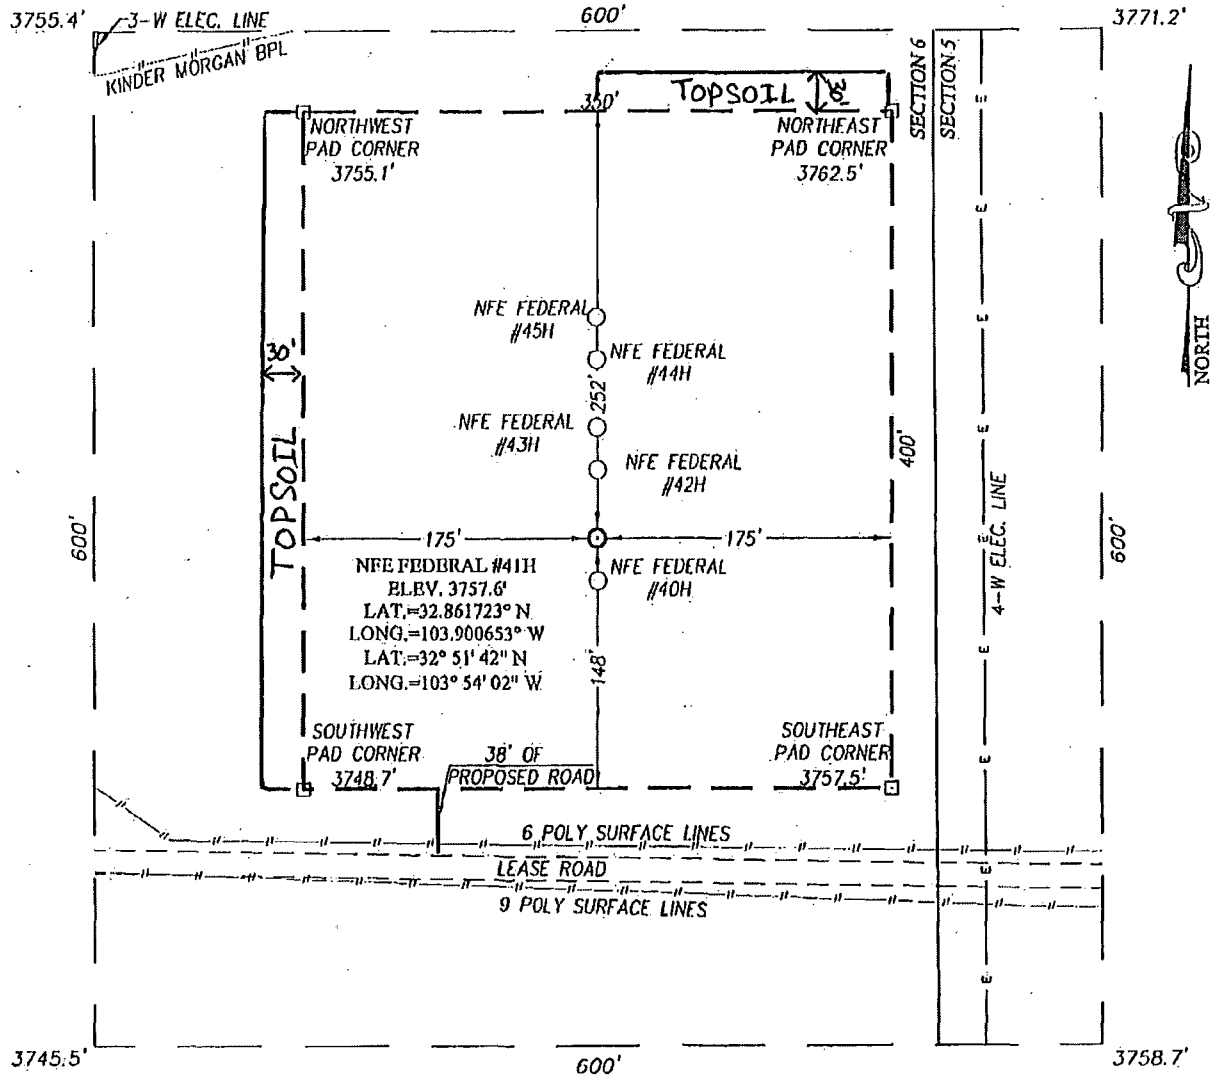 3755.4'
3-W ELEC. LINE
600'
3771.2'
KINDER MORGAN BPL
SECTION 6
SECTION 5
TOPSOIL
350'
NORTHWEST
PAD CORNER
3755.1'
NORTHEAST
PAD CORNER
3762.5'
NORTH
NFE FEDERAL
#45H
NFE FEDERAL
#44H
30'
252'
NFE FEDERAL
#43H
NFE FEDERAL
#42H
400'
TOPSOIL
600'
175'
175'
600'
4-W ELEC. LINE
NFE FEDERAL #41H
ELEV. 3757.6'
LAT.=32.861723° N
LONG.=103.900653° W
LAT.=32° 51' 42" N
LONG.=103° 54' 02" W
NFE FEDERAL
#40H
148'
SOUTHWEST
PAD CORNER
3748.7'
38' OF
PROPOSED ROAD
SOUTHEAST
PAD CORNER
3757.5'
6 POLY SURFACE LINES
LEASE ROAD
9 POLY SURFACE LINES
3745.5'
600'
3758.7'